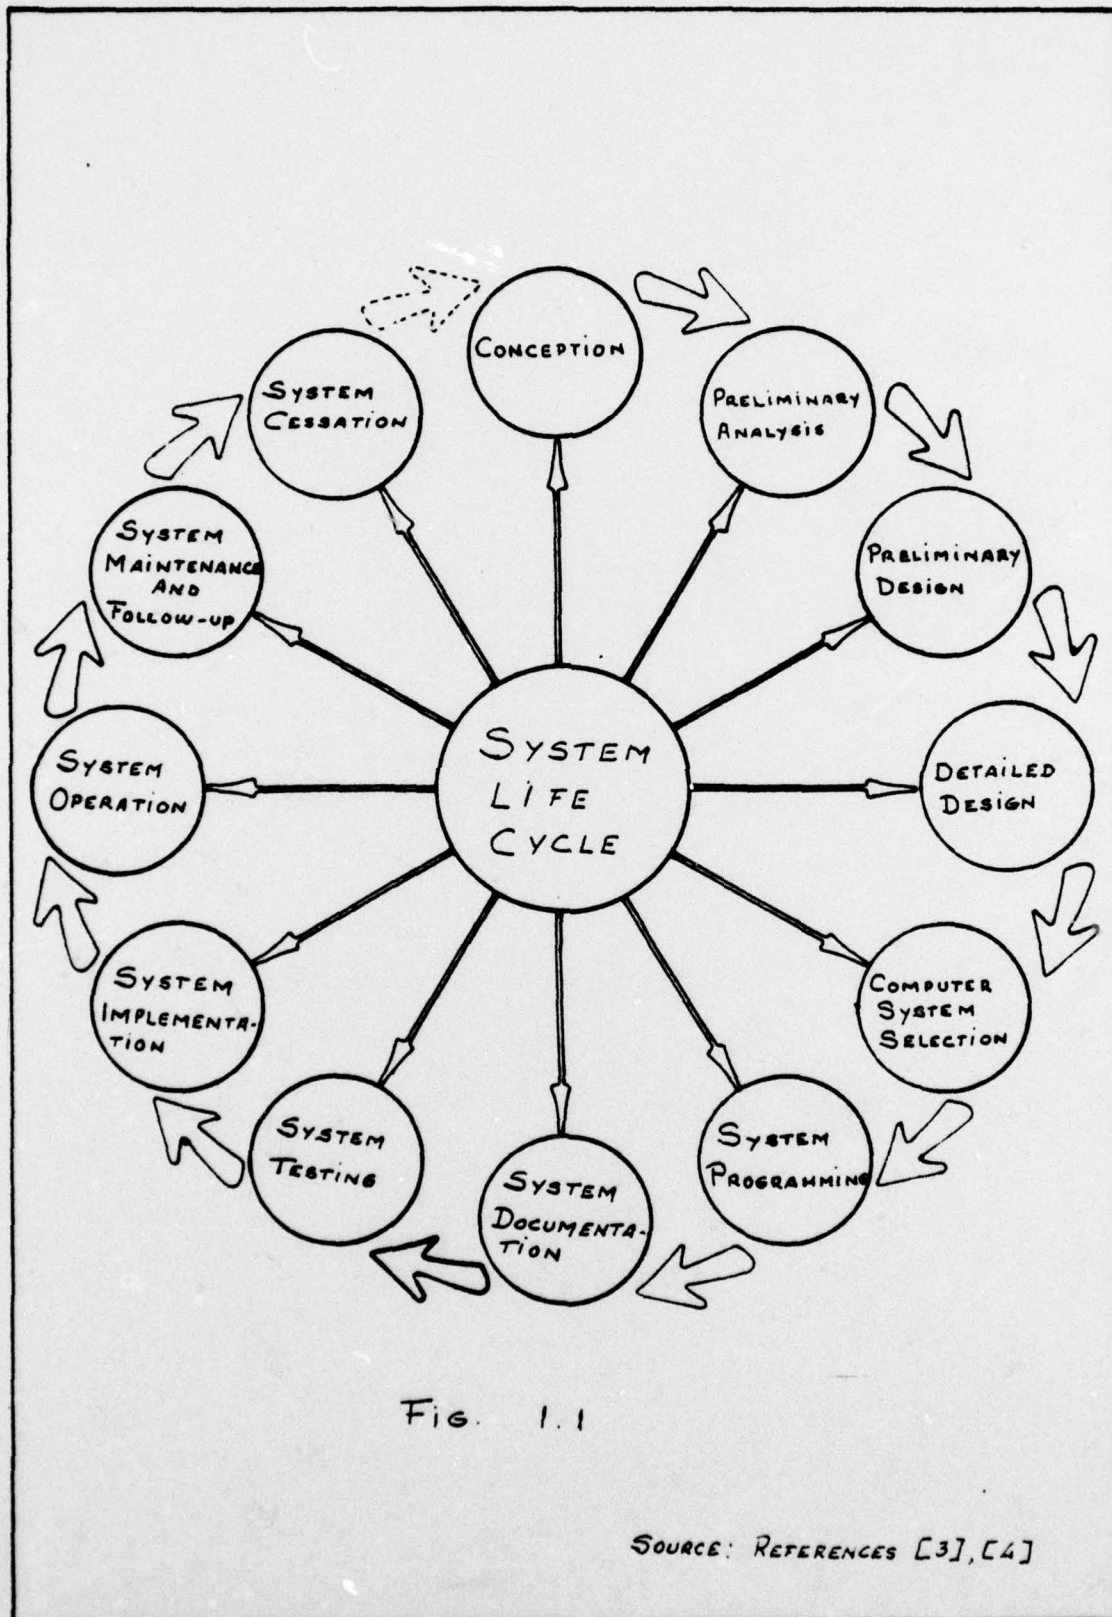 CONCEPTION
PRELIMINARY
ANALYSIS
PRELIMINARY
DESIGN
DETAILED
DESIGN
COMPUTER
SYSTEM
SELECTION
SYSTEM
PROGRAMMING
SYSTEM
DOCUMENTA-
TION
SYSTEM
TESTING
SYSTEM
IMPLEMENTA-
TION
SYSTEM
OPERATION
SYSTEM
MAINTENANCE
AND
FOLLOW-UP
SYSTEM
CESSATION
SYSTEM
LIFE
CYCLE
FIG. 1.1
SOURCE: REFERENCES [3], [4]